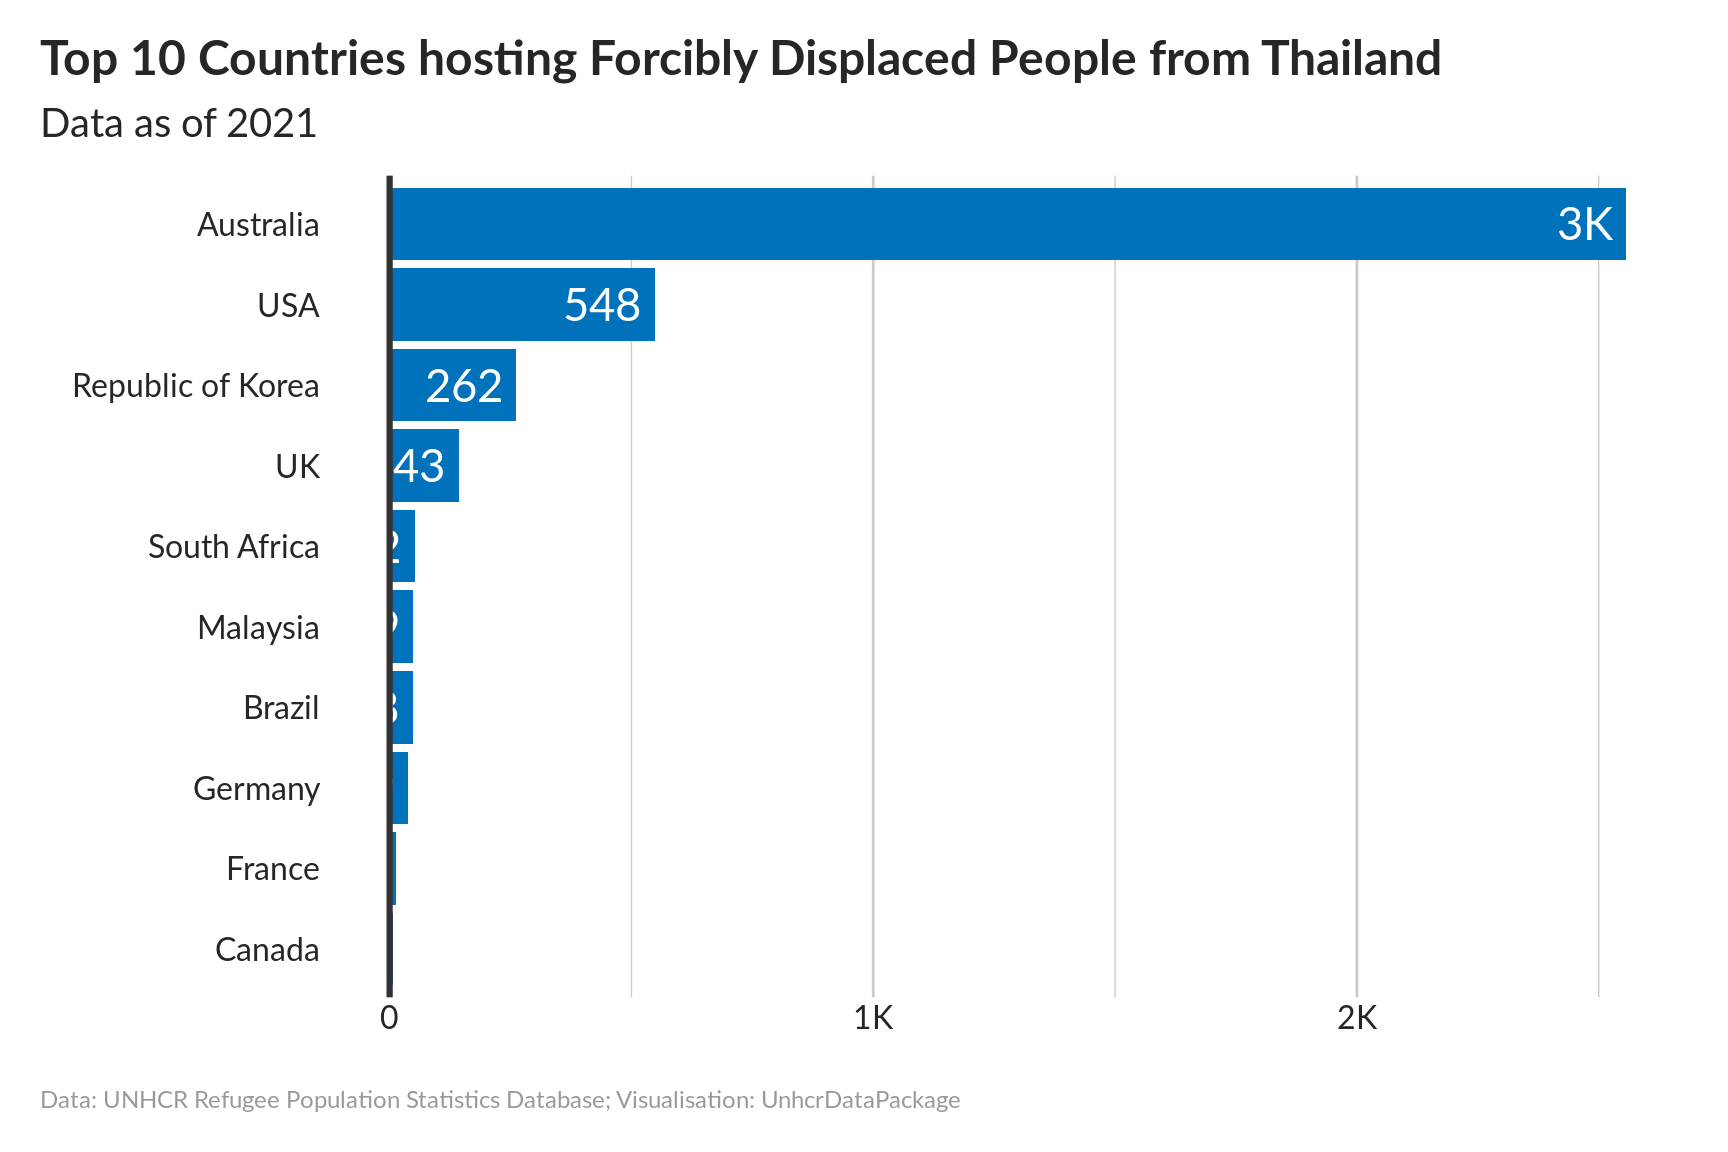 Top 10 Countries hosting Forcibly Displaced People from Thailand
Data as of 2021
Australia 3K
USA 548
Republic of Korea 262
UK 43
South Africa
Malaysia
Brazil
Germany
France
Canada
0 1K 2K
Data: UNHCR Refugee Population Statistics Database; Visualisation: UnhcrDataPackage